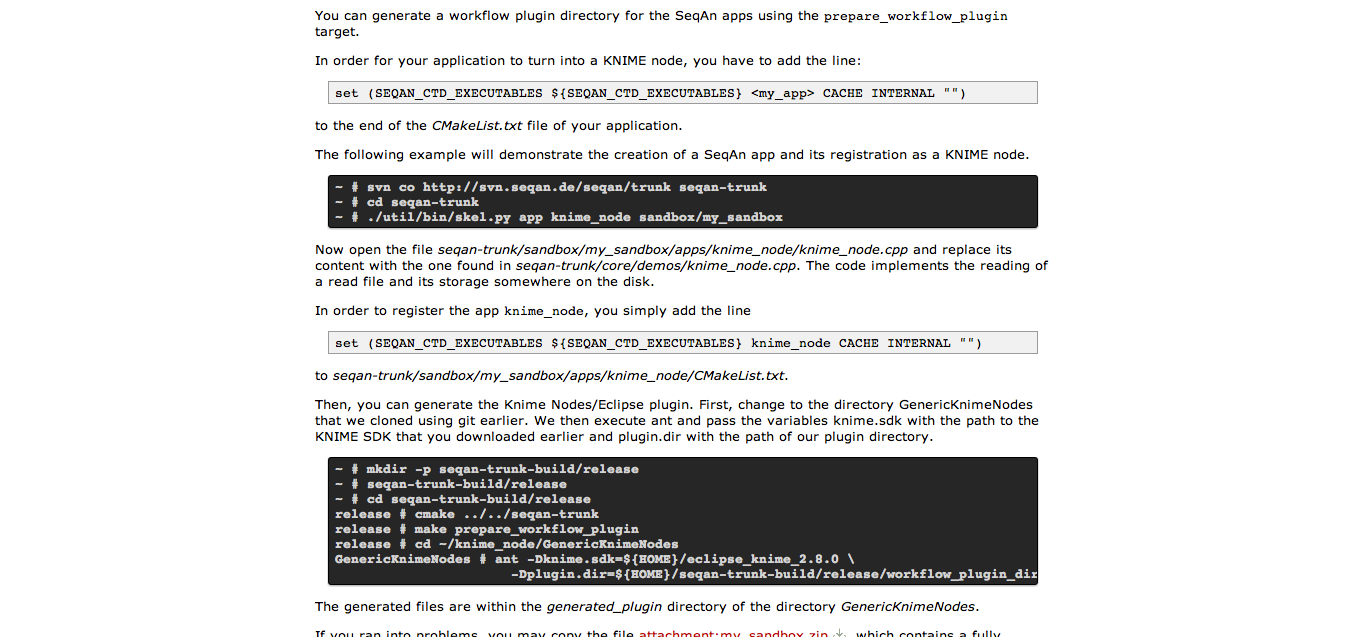 You can generate a workflow plugin directory for the SeqAn apps using the prepare_workflow_plugin
target.
In order for your application to turn into a KNIME node, you have to add the line:
set (SEQAN_CTD_EXECUTABLES ${SEQAN_CTD_EXECUTABLES} <my_app> CACHE INTERNAL "")
to the end of the CMakeList.txt file of your application.
The following example will demonstrate the creation of a SeqAn app and its registration as a KNIME node.
~ # svn co http://svn.seqan.de/seqan/trunk seqan-trunk
~ # cd seqan-trunk
~ # ./util/bin/skel.py app knime_node sandbox/my_sandbox
Now open the file seqan-trunk/sandbox/my_sandbox/apps/knime_node/knime_node.cpp and replace its
content with the one found in seqan-trunk/core/demos/knime_node.cpp. The code implements the reading of
a read file and its storage somewhere on the disk.
In order to register the app knime_node, you simply add the line
set (SEQAN_CTD_EXECUTABLES ${SEQAN_CTD_EXECUTABLES} knime_node CACHE INTERNAL "")
to seqan-trunk/sandbox/my_sandbox/apps/knime_node/CMakeList.txt.
Then, you can generate the Knime Nodes/Eclipse plugin. First, change to the directory GenericKnimeNodes
that we cloned using git earlier. We then execute ant and pass the variables knime.sdk with the path to the
KNIME SDK that you downloaded earlier and plugin.dir with the path of our plugin directory.
~ # mkdir -p seqan-trunk-build/release
~ # seqan-trunk-build/release
~ # cd seqan-trunk-build/release
release # cmake ../../seqan-trunk
release # make prepare_workflow_plugin
release # cd ~/knime_node/GenericKnimeNodes
GenericKnimeNodes # ant -Dknime.sdk=${HOME}/eclipse_knime_2.8.0 \
-Dplugin.dir=${HOME}/seqan-trunk-build/release/workflow_plugin_dir
The generated files are within the generated_plugin directory of the directory GenericKnimeNodes.
If you ran into problems, you may copy the file attachment:my_sandbox.zip, which contains a fully